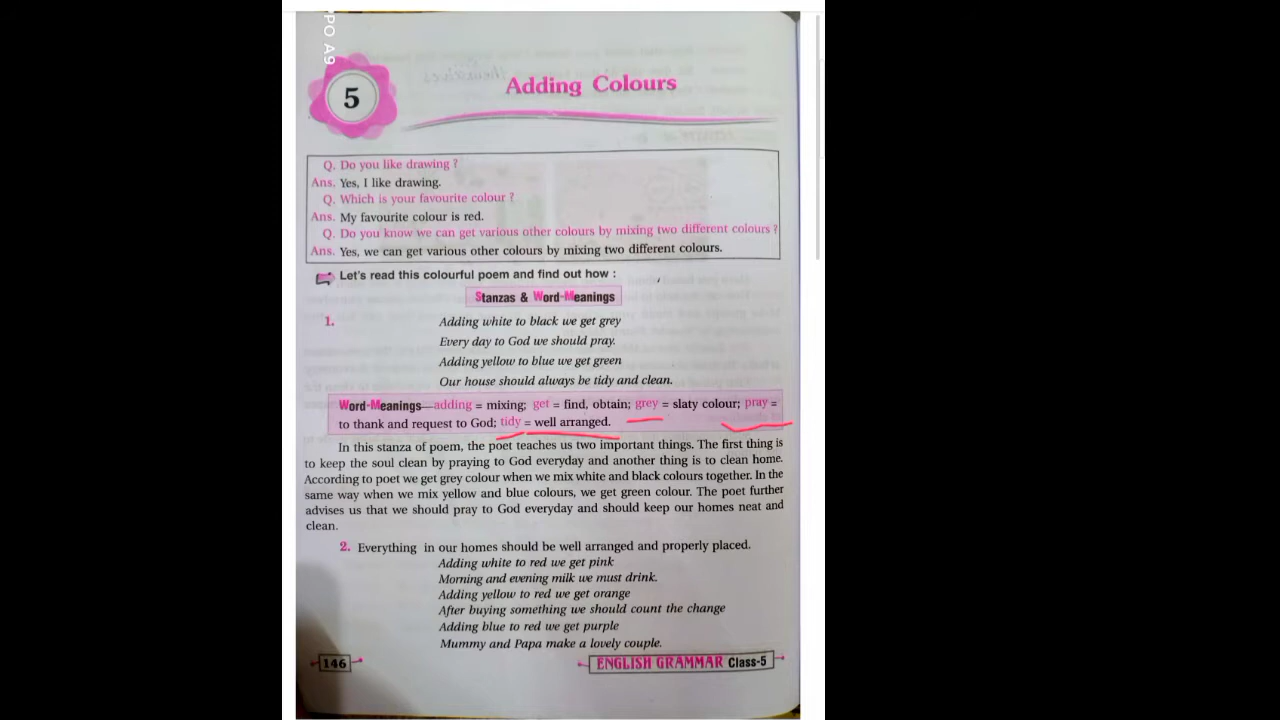 PO A9
5
Adding Colours
Q. Do you like drawing ?
Ans. Yes, I like drawing.
Q. Which is your favourite colour ?
Ans. My favourite colour is red.
Q. Do you know we can get various other colours by mixing two different colours ?
Ans. Yes, we can get various other colours by mixing two different colours.
Let's read this colourful poem and find out how :
Stanzas & Word-Meanings
1. Adding white to black we get grey
Every day to God we should pray.
Adding yellow to blue we get green
Our house should always be tidy and clean.
Word-Meanings—adding = mixing; get = find, obtain; grey = slaty colour; pray =
to thank and request to God; tidy = well arranged.
In this stanza of poem, the poet teaches us two important things. The first thing is
to keep the soul clean by praying to God everyday and another thing is to clean home.
According to poet we get grey colour when we mix white and black colours together. In the
same way when we mix yellow and blue colours, we get green colour. The poet further
advises us that we should pray to God everyday and should keep our homes neat and
clean.
2. Everything in our homes should be well arranged and properly placed.
Adding white to red we get pink
Morning and evening milk we must drink.
Adding yellow to red we get orange
After buying something we should count the change
Adding blue to red we get purple
Mummy and Papa make a lovely couple.
146
ENGLISH GRAMMAR Class-5